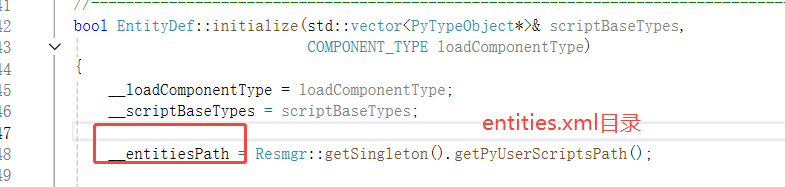 41 //------------------------------------------------------------------------------------
42 bool EntityDef::initialize(std::vector<PyTypeObject*>& scriptBaseTypes,
43 COMPONENT_TYPE loadComponentType)
44 {
45 __loadComponentType = loadComponentType;
46 __scriptBaseTypes = scriptBaseTypes;
47 entities.xml目录
48 __entitiesPath = Resmgr::getSingleton().getPyUserScriptsPath();
49